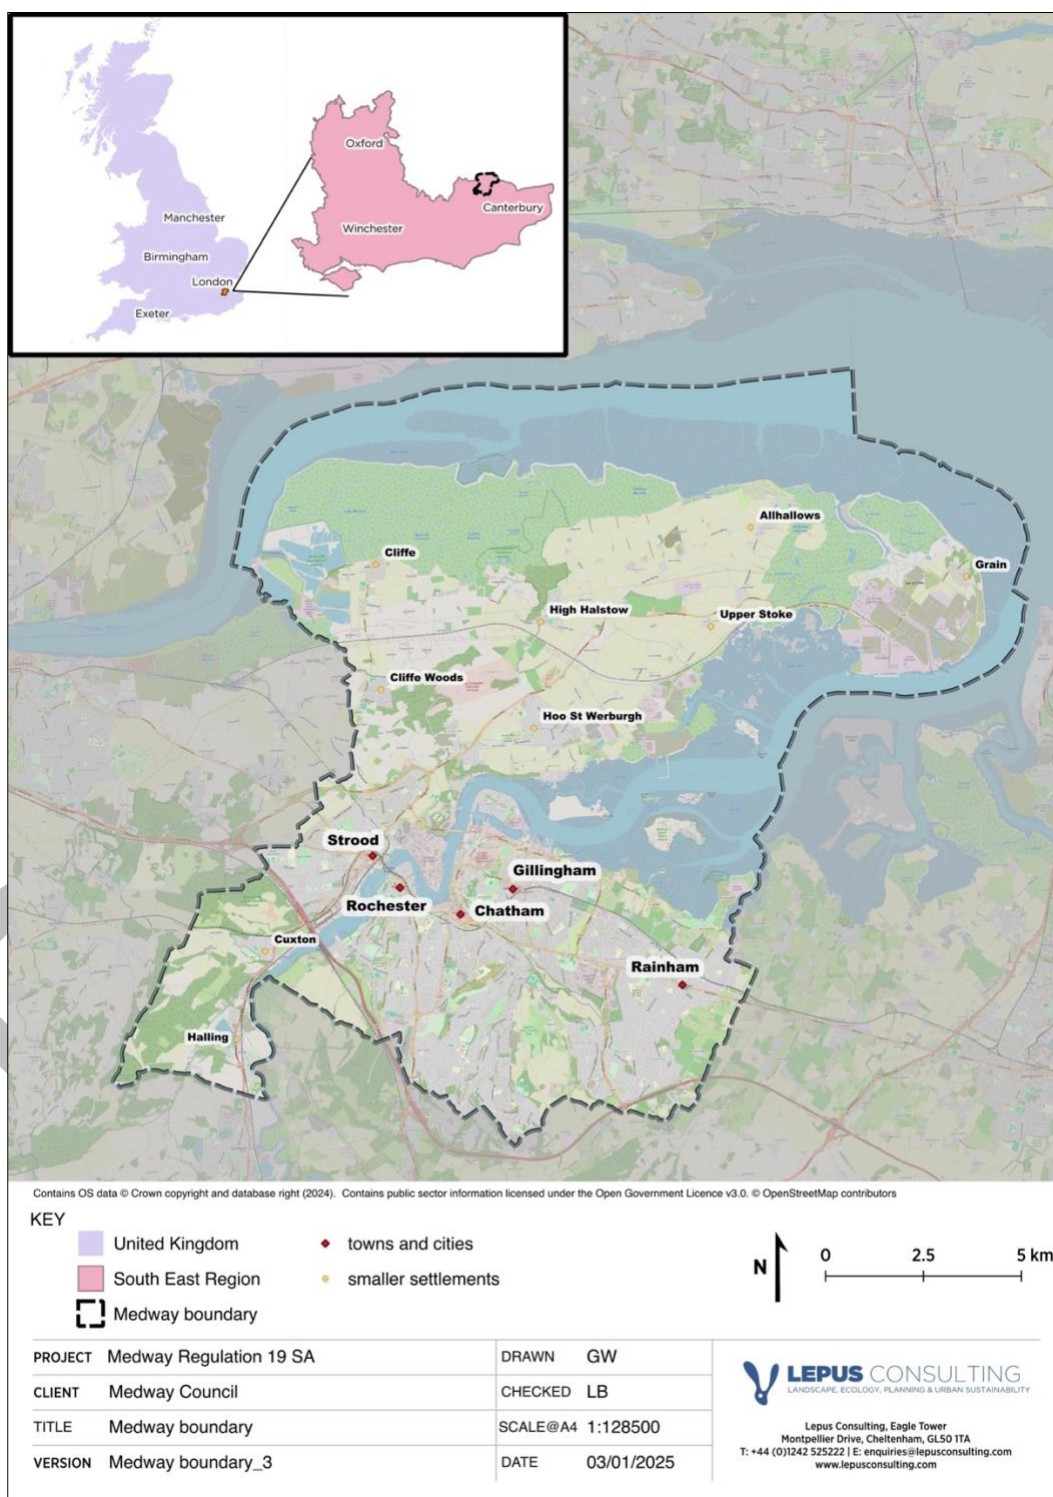 Oxford
Canterbury
Winchester
Manchester
Birmingham
London
Exeter
Allhallows
Cliffe
Grain
High Halstow
Upper Stoke
Cliffe Woods
Hoo St Werburgh
Strood
Gillingham
Rochester
Chatham
Cuxton
Rainham
Halling
Contains OS data © Crown copyright and database right (2024). Contains public sector information licensed under the Open Government Licence v3.0. © OpenStreetMap contributors
KEY
United Kingdom
towns and cities
South East Region
smaller settlements
Medway boundary
N
0 2.5 5 km
PROJECT Medway Regulation 19 SA
DRAWN GW
CLIENT Medway Council
CHECKED LB
TITLE Medway boundary
SCALE@A4 1:128500
VERSION Medway boundary_3
DATE 03/01/2025
LEPUS CONSULTING
LANDSCAPE, ECOLOGY, PLANNING & URBAN SUSTAINABILITY
Lepus Consulting, Eagle Tower
Montpellier Drive, Cheltenham, GL50 1TA
T: +44 (0)1242 525222 | E: enquiries@lepusconsulting.com
www.lepusconsulting.com